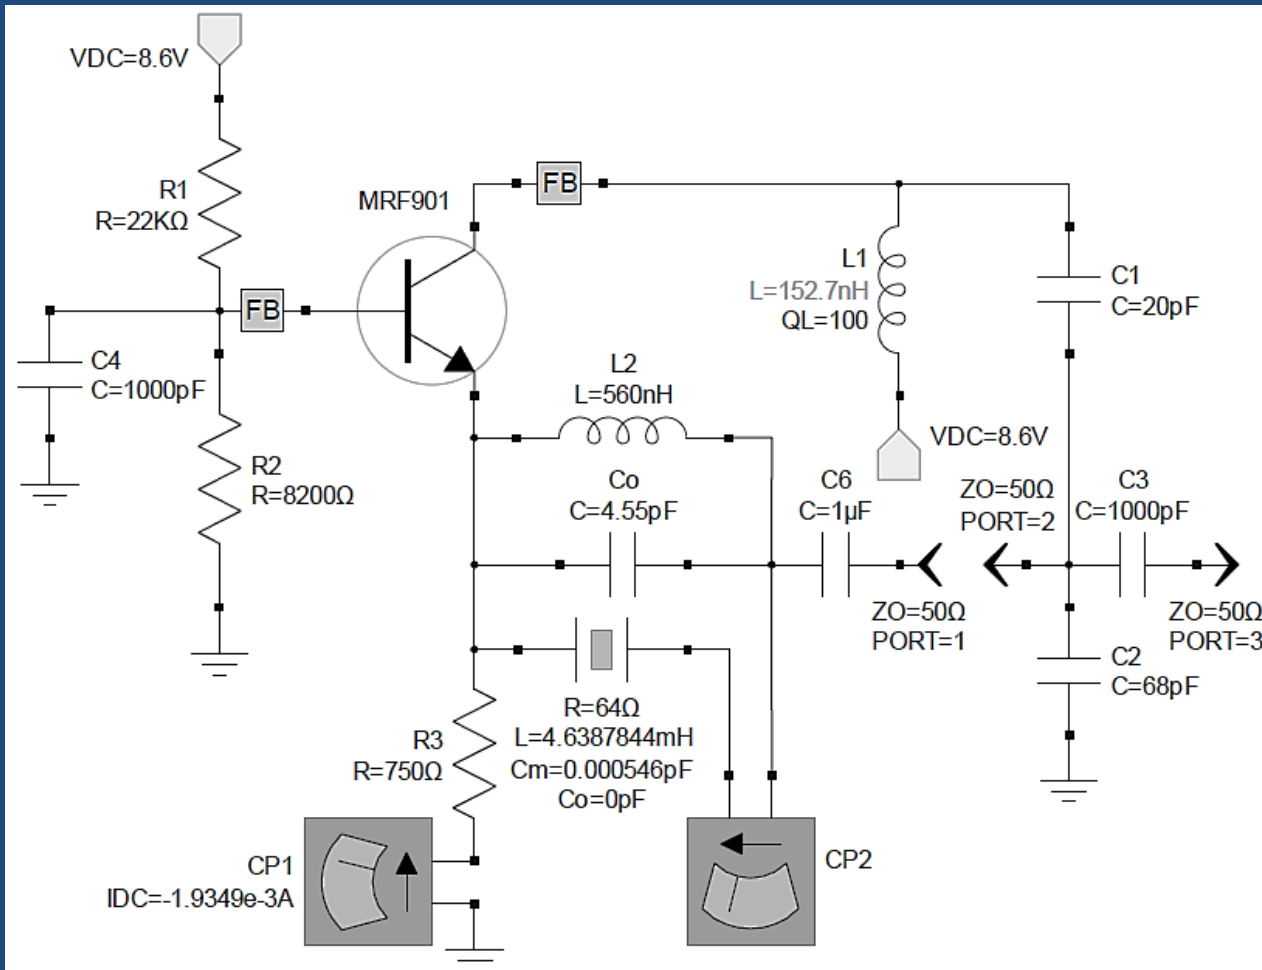 VDC=8.6V
R1
R=22KΩ
MRF901
FB
FB
L1
L=152.7nH
QL=100
C1
C=20pF
C4
C=1000pF
L2
L=560nH
VDC=8.6V
R2
R=8200Ω
Co
C=4.55pF
C6
C=1µF
ZO=50Ω
PORT=2
C3
C=1000pF
ZO=50Ω
PORT=1
ZO=50Ω
PORT=3
C2
C=68pF
R=64Ω
L=4.6387844mH
Cm=0.000546pF
Co=0pF
R3
R=750Ω
CP1
IDC=-1.9349e-3A
CP2